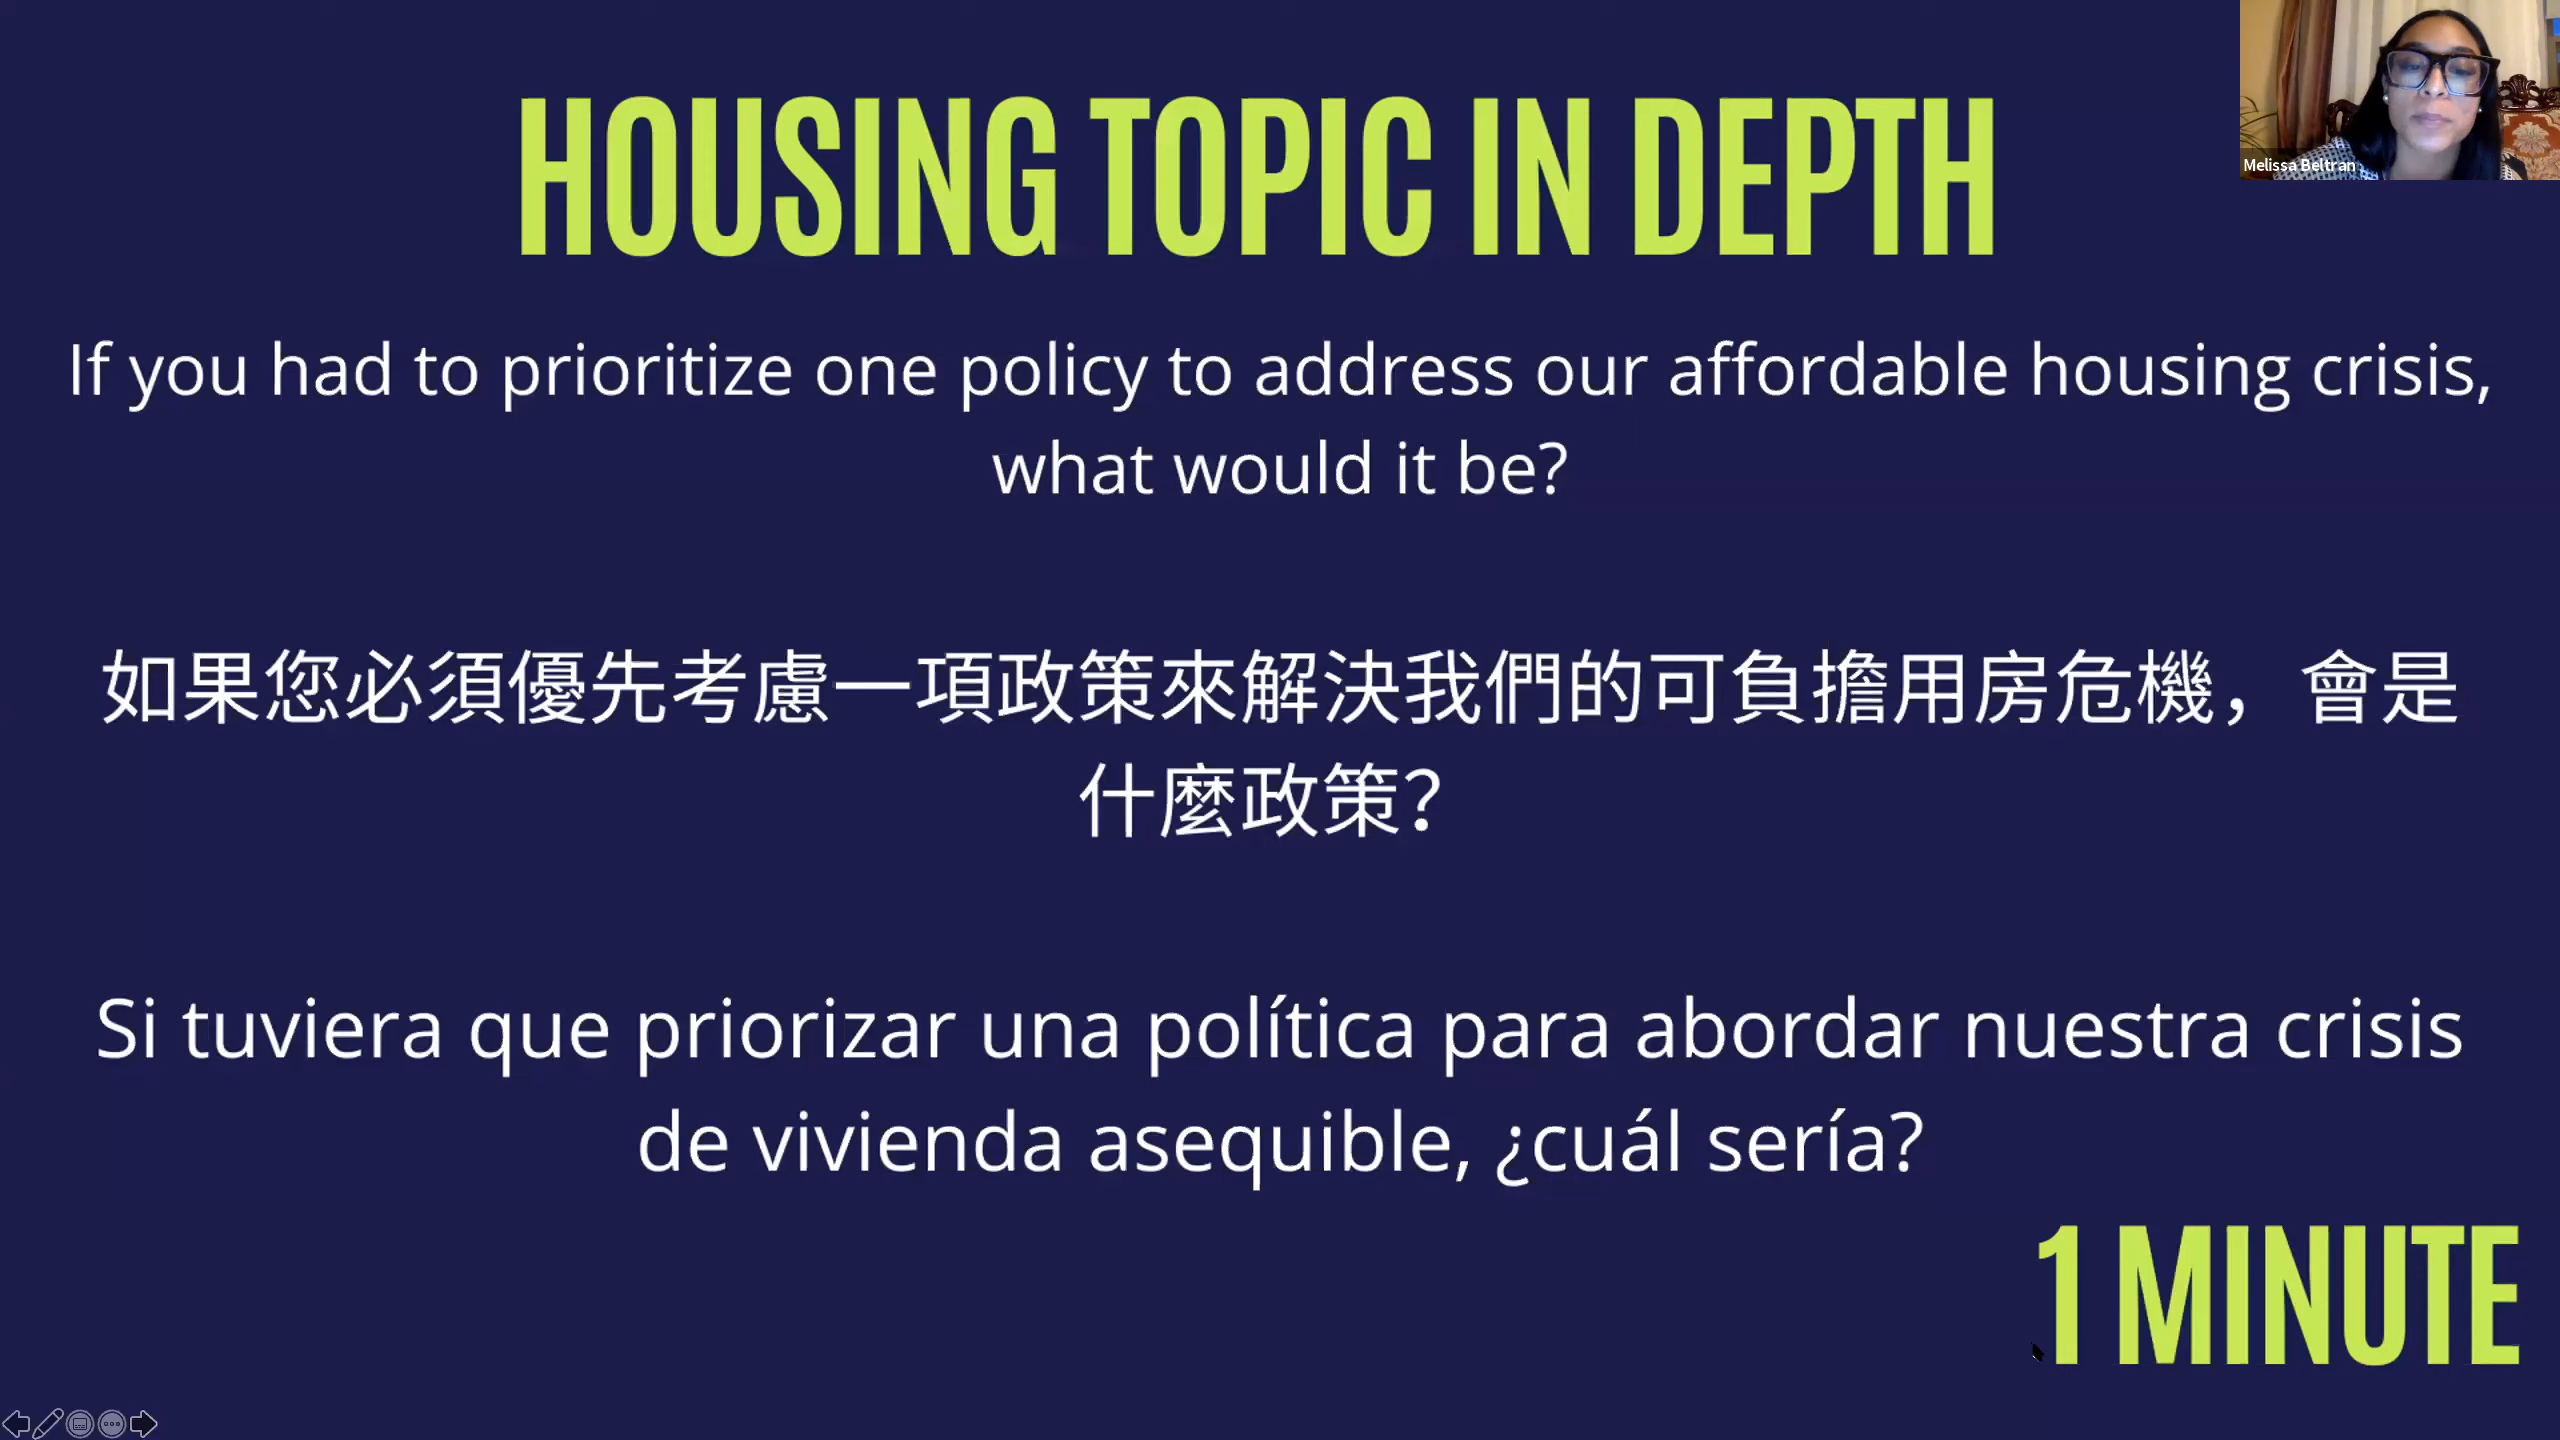 HOUSING TOPIC IN DEPTH
Melissa Beltran
If you had to prioritize one policy to address our affordable housing crisis,
what would it be?
如果您必須優先考慮一項政策來解決我們的可負擔用房危機，會是
什麼政策？
Si tuviera que priorizar una política para abordar nuestra crisis
de vivienda asequible, ¿cuál sería?
1 MINUTE